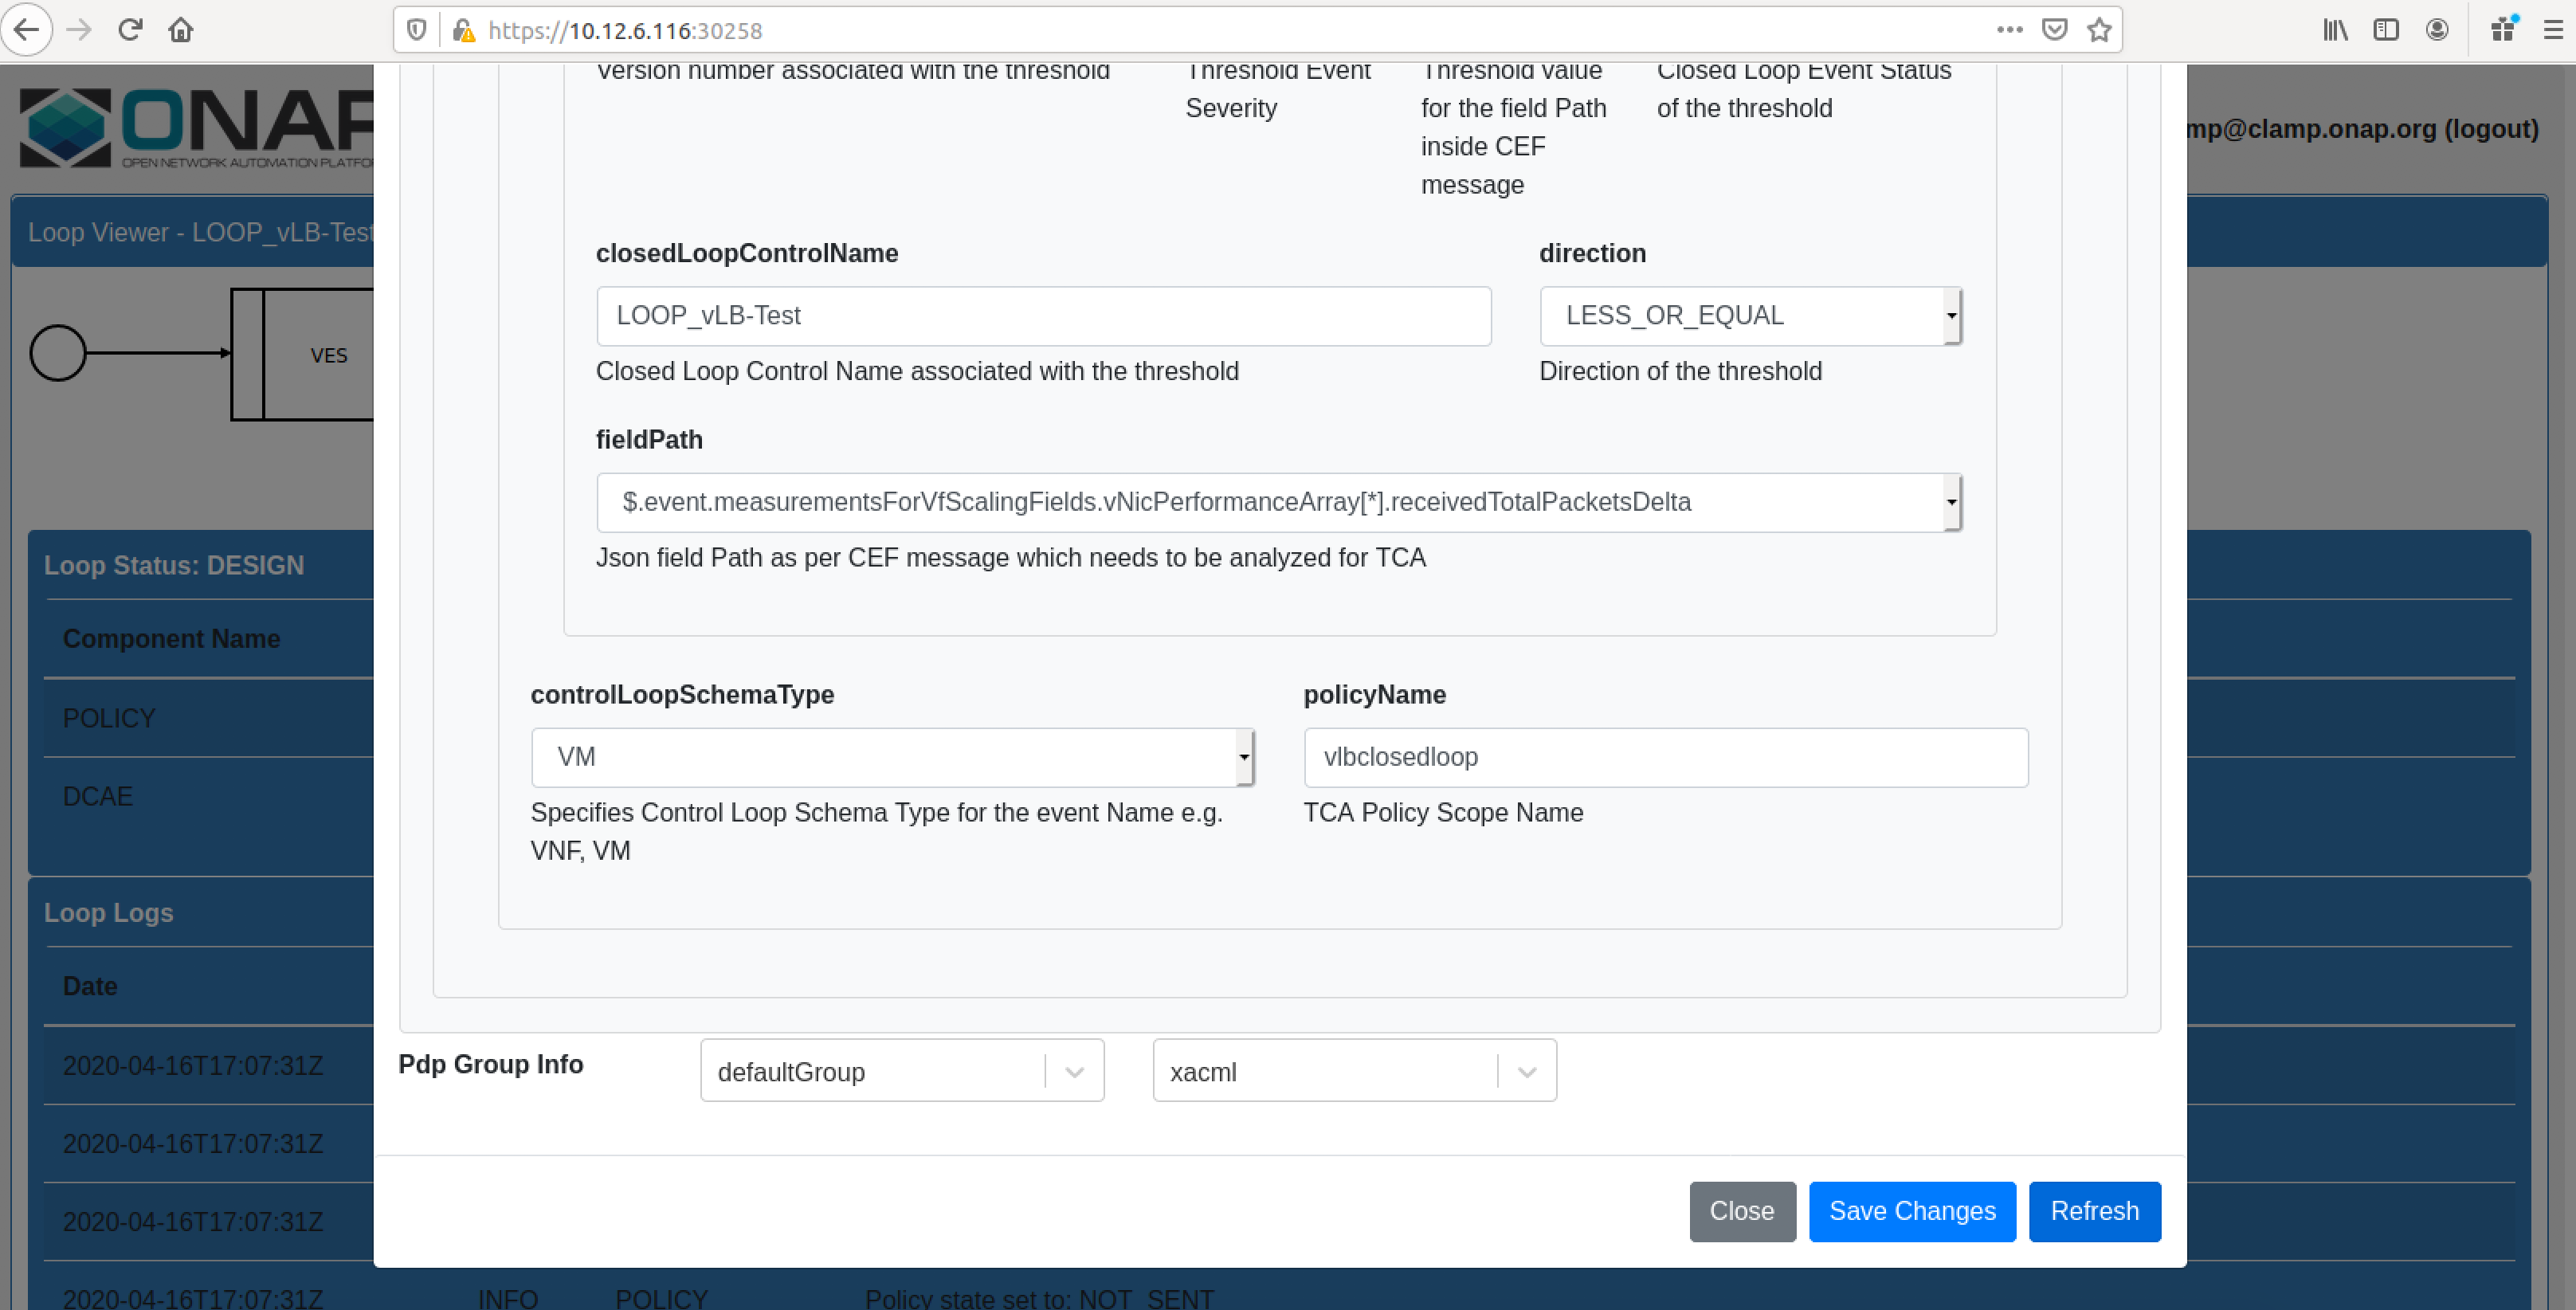 https://10.12.6.116:30258
ONAP
OPEN NETWORK AUTOMATION PLATFO
mp@clamp.onap.org (logout)
Version number associated with the threshold
Threshold Event Severity
Threshold value for the field Path inside CEF message
Closed Loop Event Status of the threshold
Loop Viewer - LOOP_vLB-Test
VES
closedLoopControlName
direction
LOOP_vLB-Test
LESS_OR_EQUAL
Closed Loop Control Name associated with the threshold
Direction of the threshold
fieldPath
$.event.measurementsForVfScalingFields.vNicPerformanceArray[*].receivedTotalPacketsDelta
Json field Path as per CEF message which needs to be analyzed for TCA
Loop Status: DESIGN
Component Name
POLICY
DCAE
controlLoopSchemaType
policyName
VM
vlbclosedloop
Specifies Control Loop Schema Type for the event Name e.g.
VNF, VM
TCA Policy Scope Name
Loop Logs
Date
2020-04-16T17:07:31Z
2020-04-16T17:07:31Z
2020-04-16T17:07:31Z
2020-04-16T17:07:31Z INFO POLICY Policy state set to: NOT_SENT
Pdp Group Info
defaultGroup
xacml
Close
Save Changes
Refresh